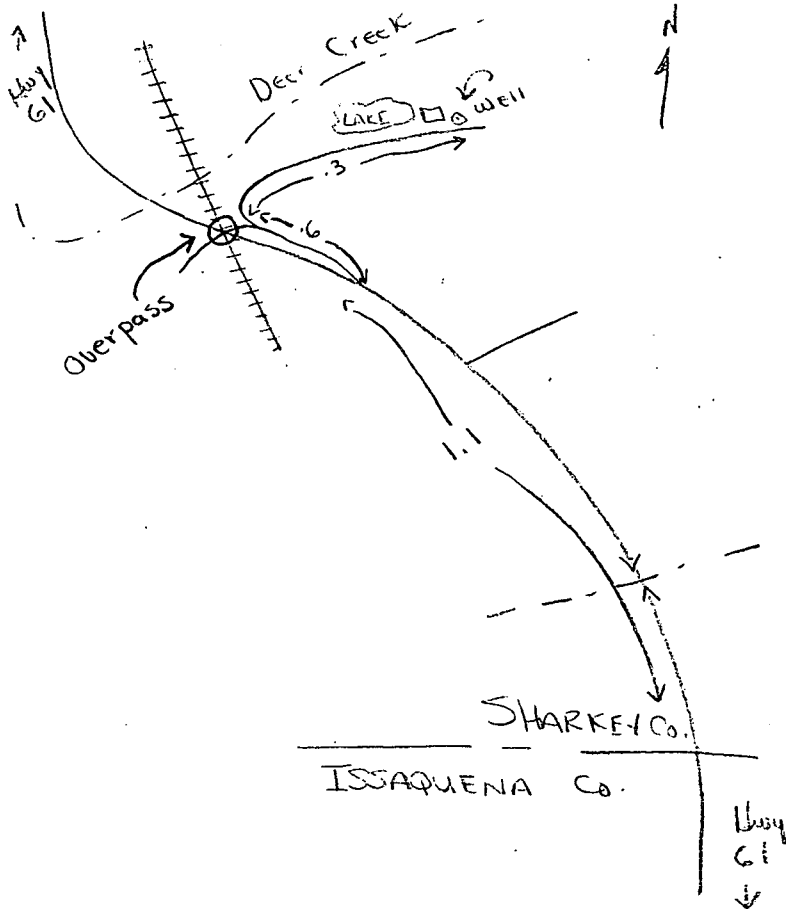 N
Hwy
61
Deer Creek
LAKE
WEll
.3
.6
Overpass
1.1
SHARKEY Co.
ISSAQUENA Co.
Hwy
61